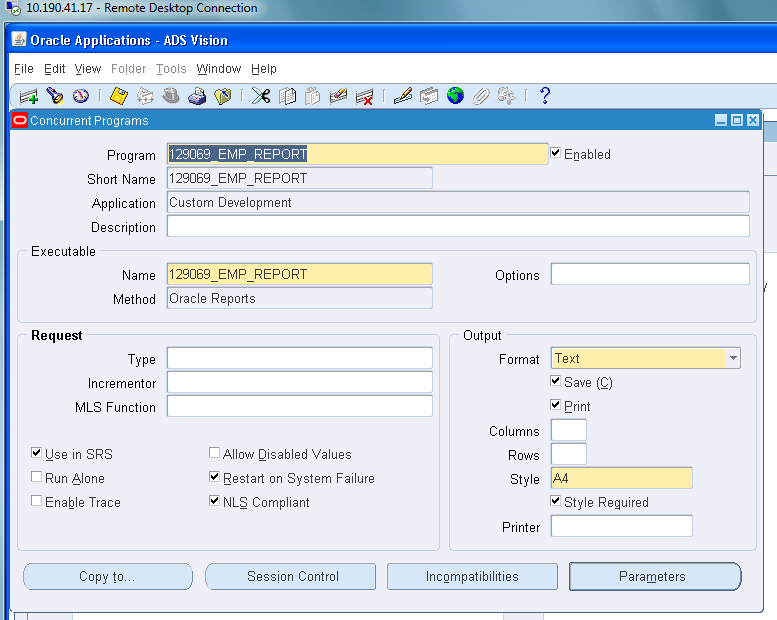 10.190.41.17 - Remote Desktop Connection
Oracle Applications - ADS Vision
File Edit View Folder Tools Window Help
?
Concurrent Programs
Program 129069_EMP_REPORT Enabled
Short Name 129069_EMP_REPORT
Application Custom Development
Description
Executable
Name 129069_EMP_REPORT Options
Method Oracle Reports
Request Output
Type Format Text
Incrementor Save (C)
MLS Function Print
Columns
Use in SRS Allow Disabled Values Rows
Run Alone Restart on System Failure Style A4
Enable Trace NLS Compliant Style Required
Printer
Copy to... Session Control Incompatibilities Parameters